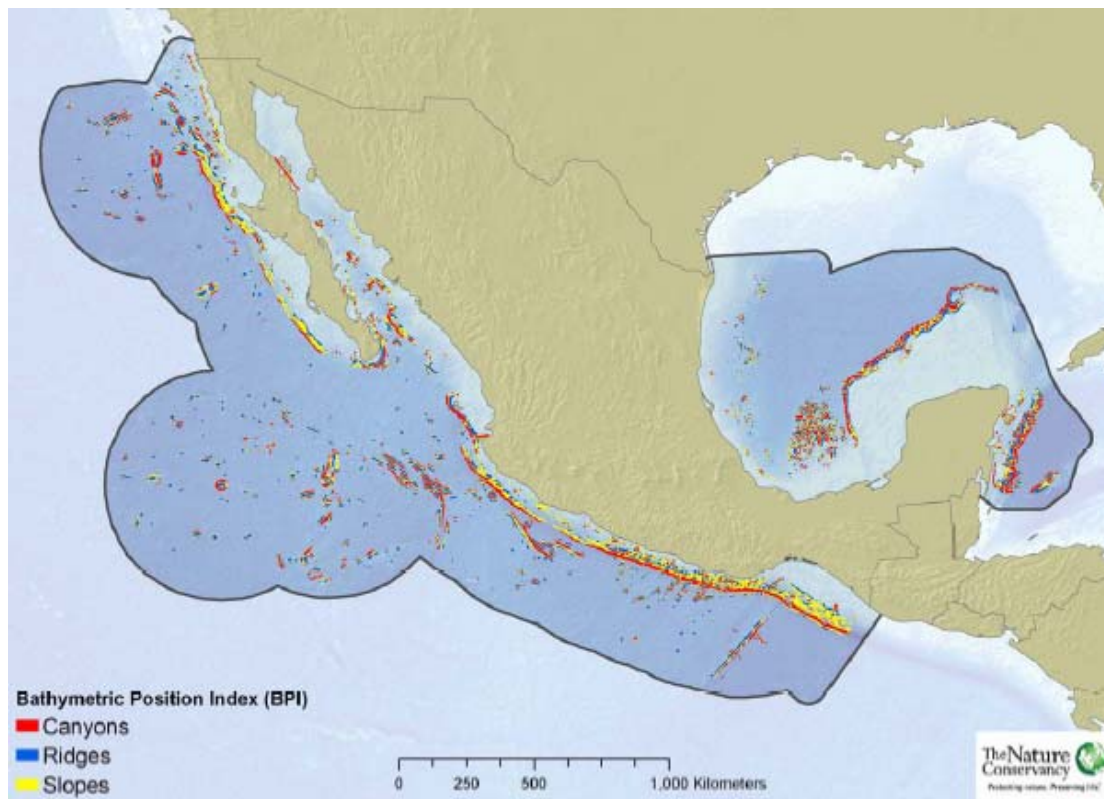 Bathymetric Position Index (BPI)
Canyons
Ridges
Slopes
0 250 500 1,000 Kilometers
The Nature
Conservancy
Protecting nature. Preserving life.